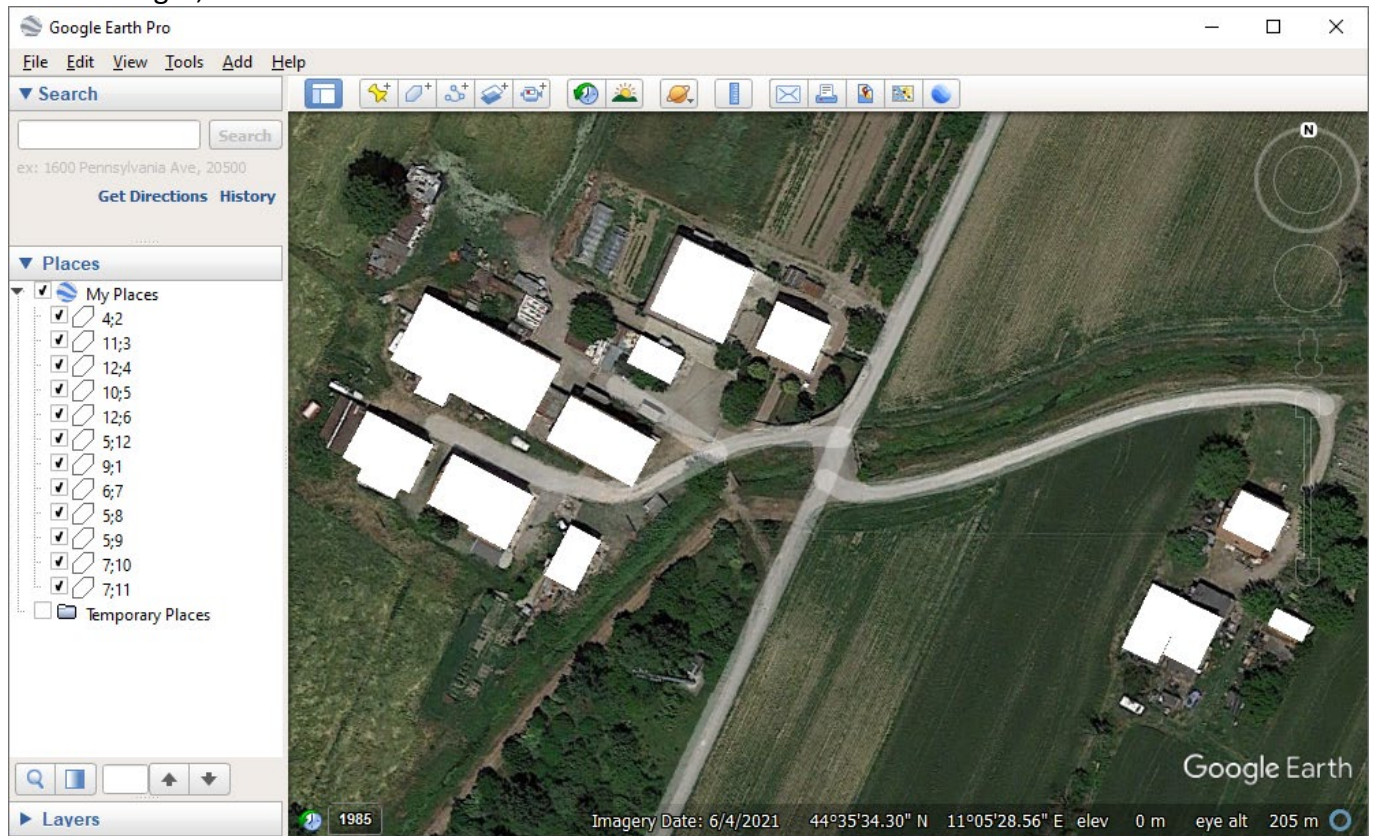 Google Earth Pro
File Edit View Tools Add Help
Search
Search
ex: 1600 Pennsylvania Ave, 20500
Get Directions History
Places
My Places
4;2
11;3
12;4
10;5
12;6
5;12
9;1
6;7
5;8
5;9
7;10
7;11
Temporary Places
Layers
N
Google Earth
1985
Imagery Date: 6/4/2021 44°35'34.30" N 11°05'28.56" E elev 0 m eye alt 205 m